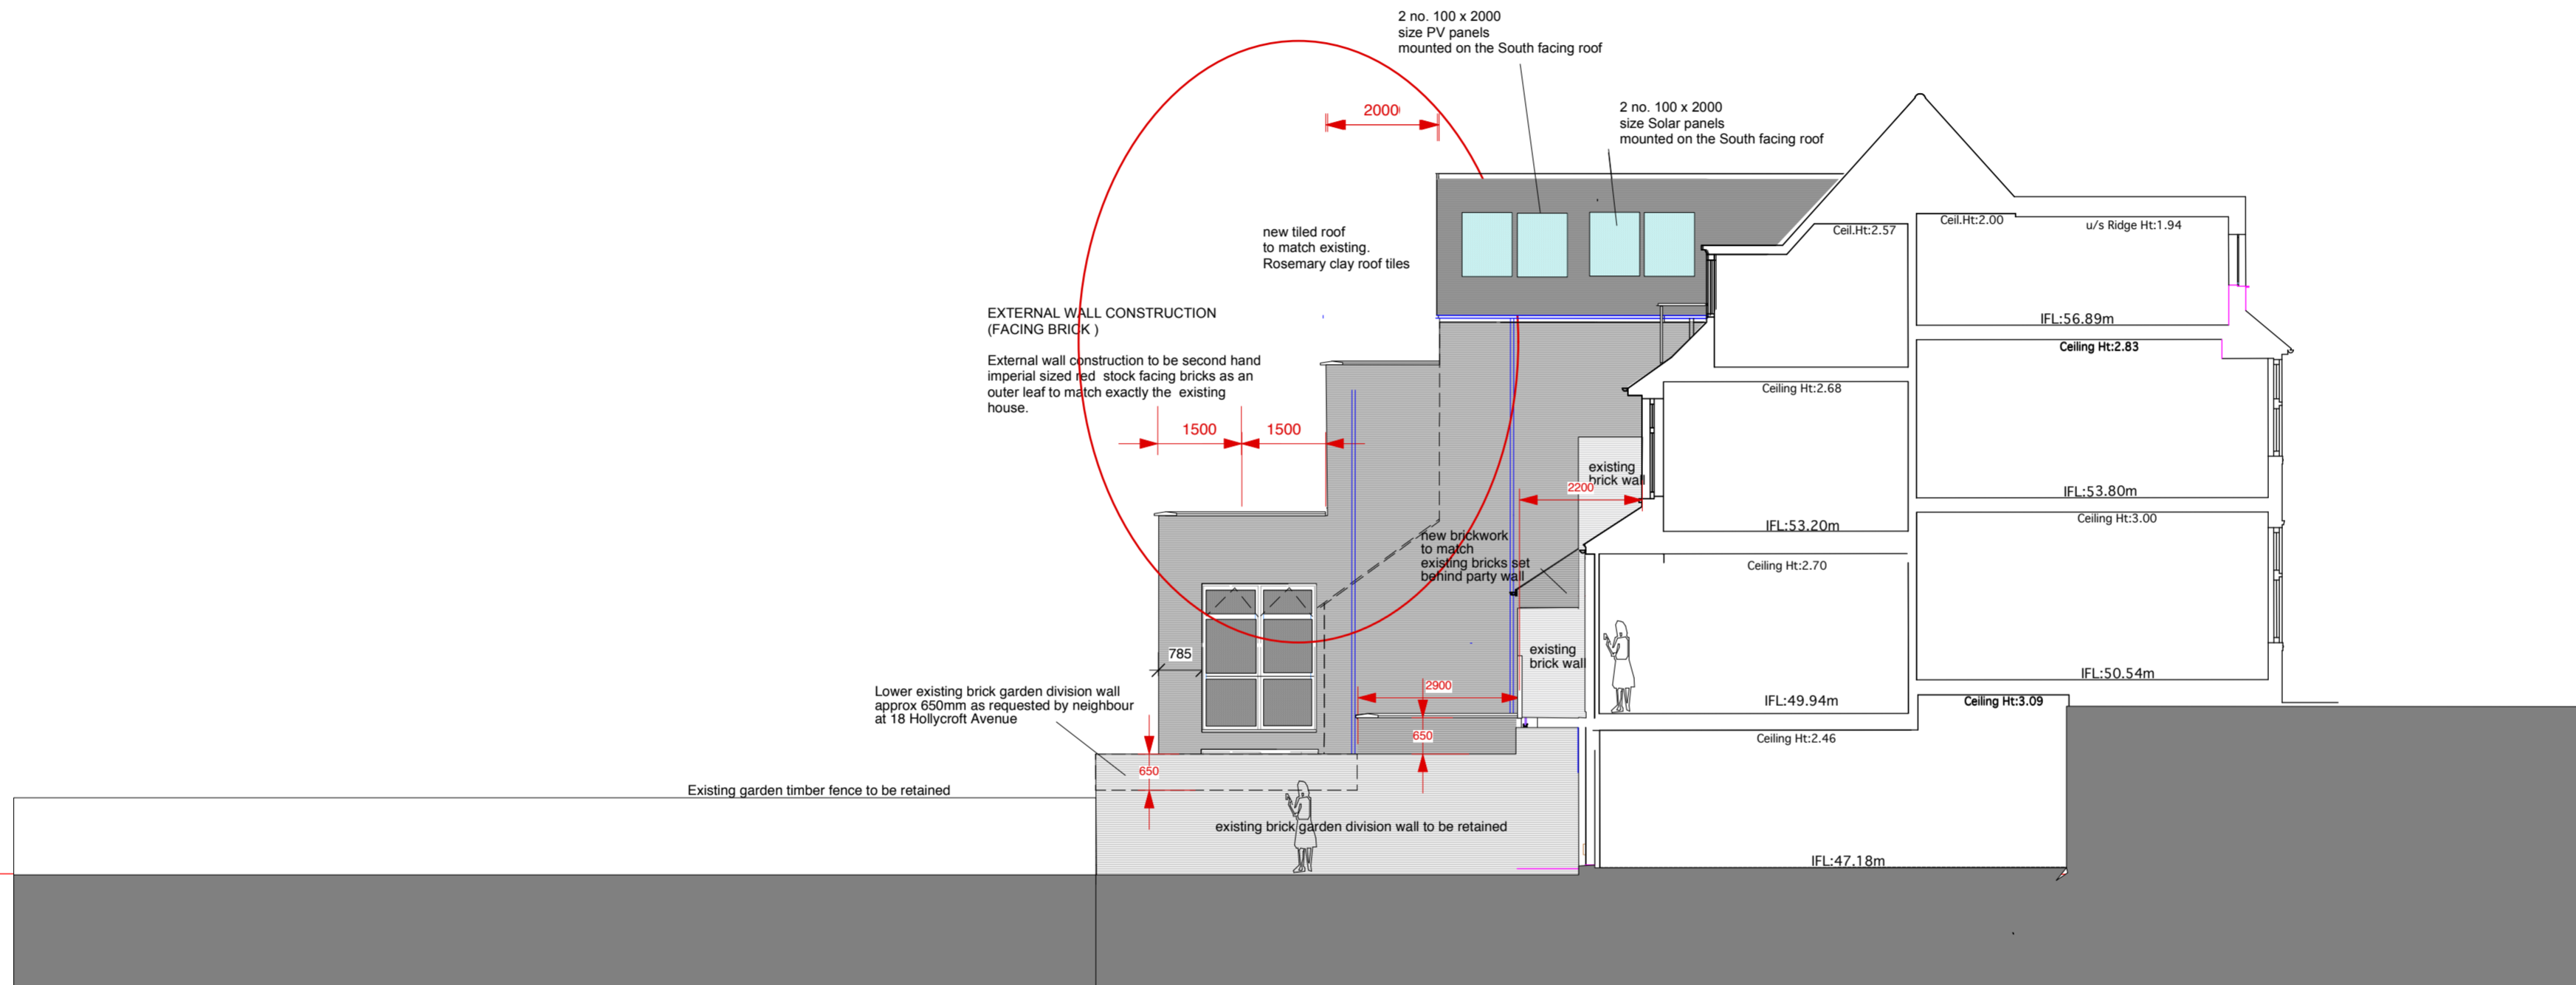 2 no. 100 x 2000
size PV panels
mounted on the South facing roof
2 no. 100 x 2000
size Solar panels
mounted on the South facing roof
2000
new tiled roof
to match existing.
Rosemary clay roof tiles
EXTERNAL WALL CONSTRUCTION
(FACING BRICK )
External wall construction to be second hand
imperial sized red stock facing bricks as an
outer leaf to match exactly the existing
house.
1500
1500
Ceil.Ht:2.57
Ceil.Ht:2.00
u/s Ridge Ht:1.94
IFL:56.89m
Ceiling Ht:2.83
Ceiling Ht:2.68
existing
brick wall
2200
IFL:53.80m
IFL:53.20m
Ceiling Ht:3.00
new brickwork
to match
existing bricks set
behind party wall
Ceiling Ht:2.70
existing
brick wall
785
2900
IFL:50.54m
IFL:49.94m
Ceiling Ht:3.09
Lower existing brick garden division wall
approx 650mm as requested by neighbour
at 18 Hollycroft Avenue
650
Ceiling Ht:2.46
650
Existing garden timber fence to be retained
existing brick garden division wall to be retained
IFL:47.18m